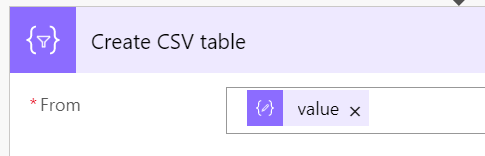 Create CSV table
* From value ×